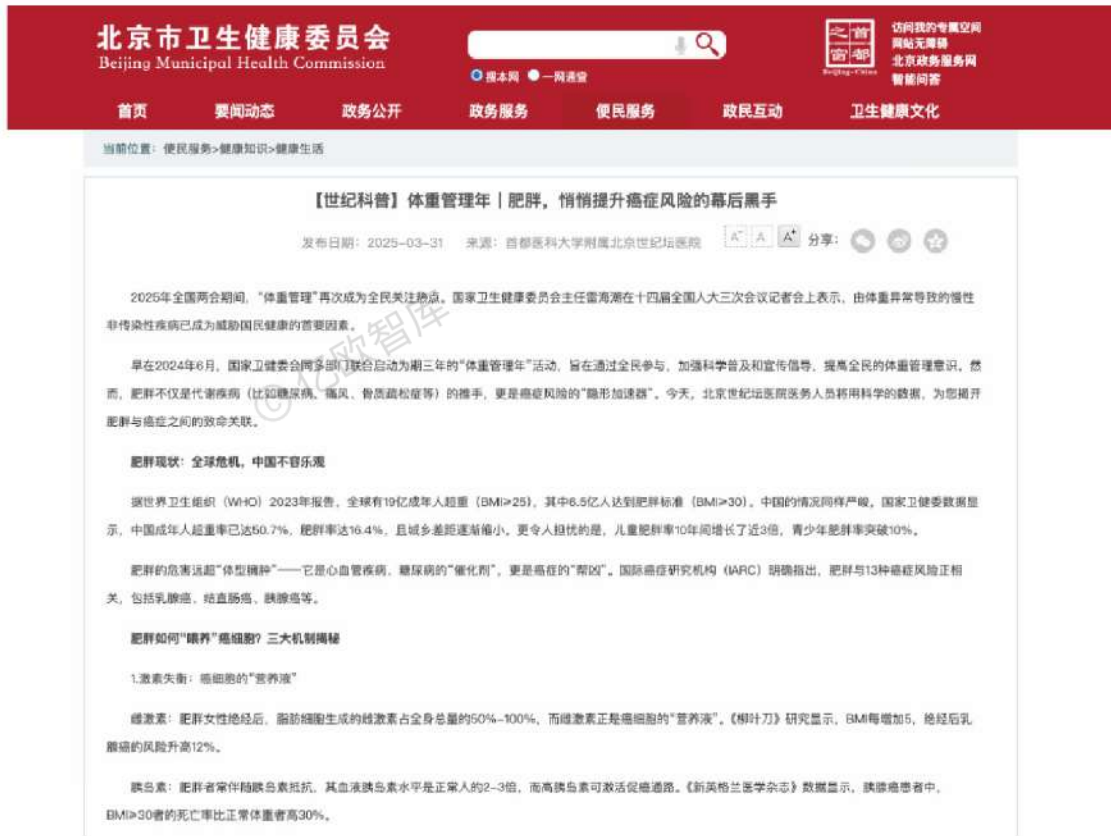 北京市卫生健康委员会
Beijing Municipal Health Commission
搜本网 一网通查
首都之窗
Beijing-China
访问我的专属空间
网站无障碍
北京政务服务网
智能问答
首页 要闻动态 政务公开 政务服务 便民服务 政民互动 卫生健康文化
当前位置：便民服务>健康知识>健康生活
【世纪科普】体重管理年｜肥胖，悄悄提升癌症风险的幕后黑手
发布日期：2025-03-31 来源：首都医科大学附属北京世纪坛医院 A- A A+ 分享：
2025年全国两会期间，“体重管理”再次成为全民关注热点。国家卫生健康委员会主任雷海潮在十四届全国人大三次会议记者会上表示，由体重异常导致的慢性
非传染性疾病已成为威胁国民健康的首要因素。
早在2024年6月，国家卫健委会同多部门联合启动为期三年的“体重管理年”活动，旨在通过全民参与、加强科学普及和宣传倡导，提高全民的体重管理意识。然
而，肥胖不仅是代谢疾病（比如糖尿病、痛风、骨质疏松症等）的推手，更是癌症风险的“隐形加速器”。今天，北京世纪坛医院医务人员将用科学的数据，为您揭开
肥胖与癌症之间的致命关联。
肥胖现状：全球危机，中国不容乐观
据世界卫生组织（WHO）2023年报告，全球有19亿成年人超重（BMI≥25），其中6.5亿人达到肥胖标准（BMI≥30）。中国的情况同样严峻。国家卫健委数据显
示，中国成年人超重率已达50.7%，肥胖率达16.4%，且城乡差距逐渐缩小。更令人担忧的是，儿童肥胖率10年间增长了近3倍，青少年肥胖率突破10%。
肥胖的危害远超“体型臃肿”——它是心血管疾病、糖尿病的“催化剂”，更是癌症的“帮凶”。国际癌症研究机构（IARC）明确指出，肥胖与13种癌症风险正相
关，包括乳腺癌、结直肠癌、胰腺癌等。
肥胖如何“喂养”癌细胞？三大机制揭秘
1.激素失衡：癌细胞的“营养液”
雌激素：肥胖女性绝经后，脂肪细胞生成的雌激素占全身总量的50%-100%，而雌激素正是癌细胞的“营养液”。《柳叶刀》研究显示，BMI每增加5，绝经后乳
腺癌的风险升高12%。
胰岛素：肥胖者常伴随胰岛素抵抗，其血液胰岛素水平是正常人的2-3倍，而高胰岛素可激活促癌通路。《新英格兰医学杂志》数据显示，胰腺癌患者中，
BMI≥30者的死亡率比正常体重者高30%。
©亿欧智库